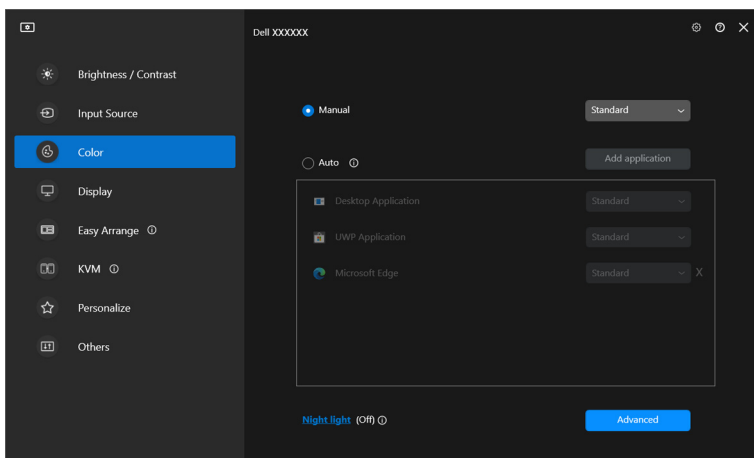 Dell XXXXXX
Brightness / Contrast
Input Source
Color
Display
Easy Arrange
KVM
Personalize
Others
Manual
Standard
Auto
Add application
Desktop Application
Standard
UWP Application
Standard
Microsoft Edge
Standard
X
Night light (Off)
Advanced